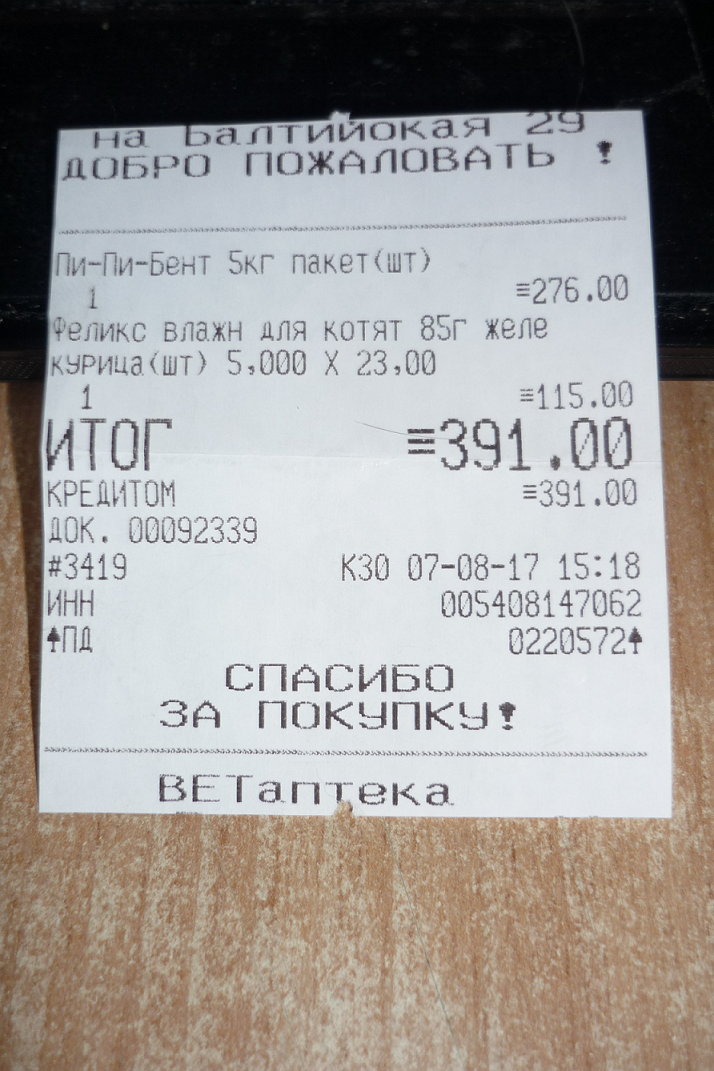 на Балтийокая 29
ДОБРО ПОЖАЛОВАТЬ !
Пи-Пи-Бент 5кг пакет(шт)
1 ≡276.00
Феликс влажн для котят 85г желе
курица(шт) 5,000 X 23,00
1 ≡115.00
ИТОГ ≡391.00
КРЕДИТОМ ≡391.00
ДОК. 00092339
#3419 К30 07-08-17 15:18
ИНН 005408147062
♠ПД 0220572♠
СПАСИБО
ЗА ПОКУПКУ!
ВЕТаптека